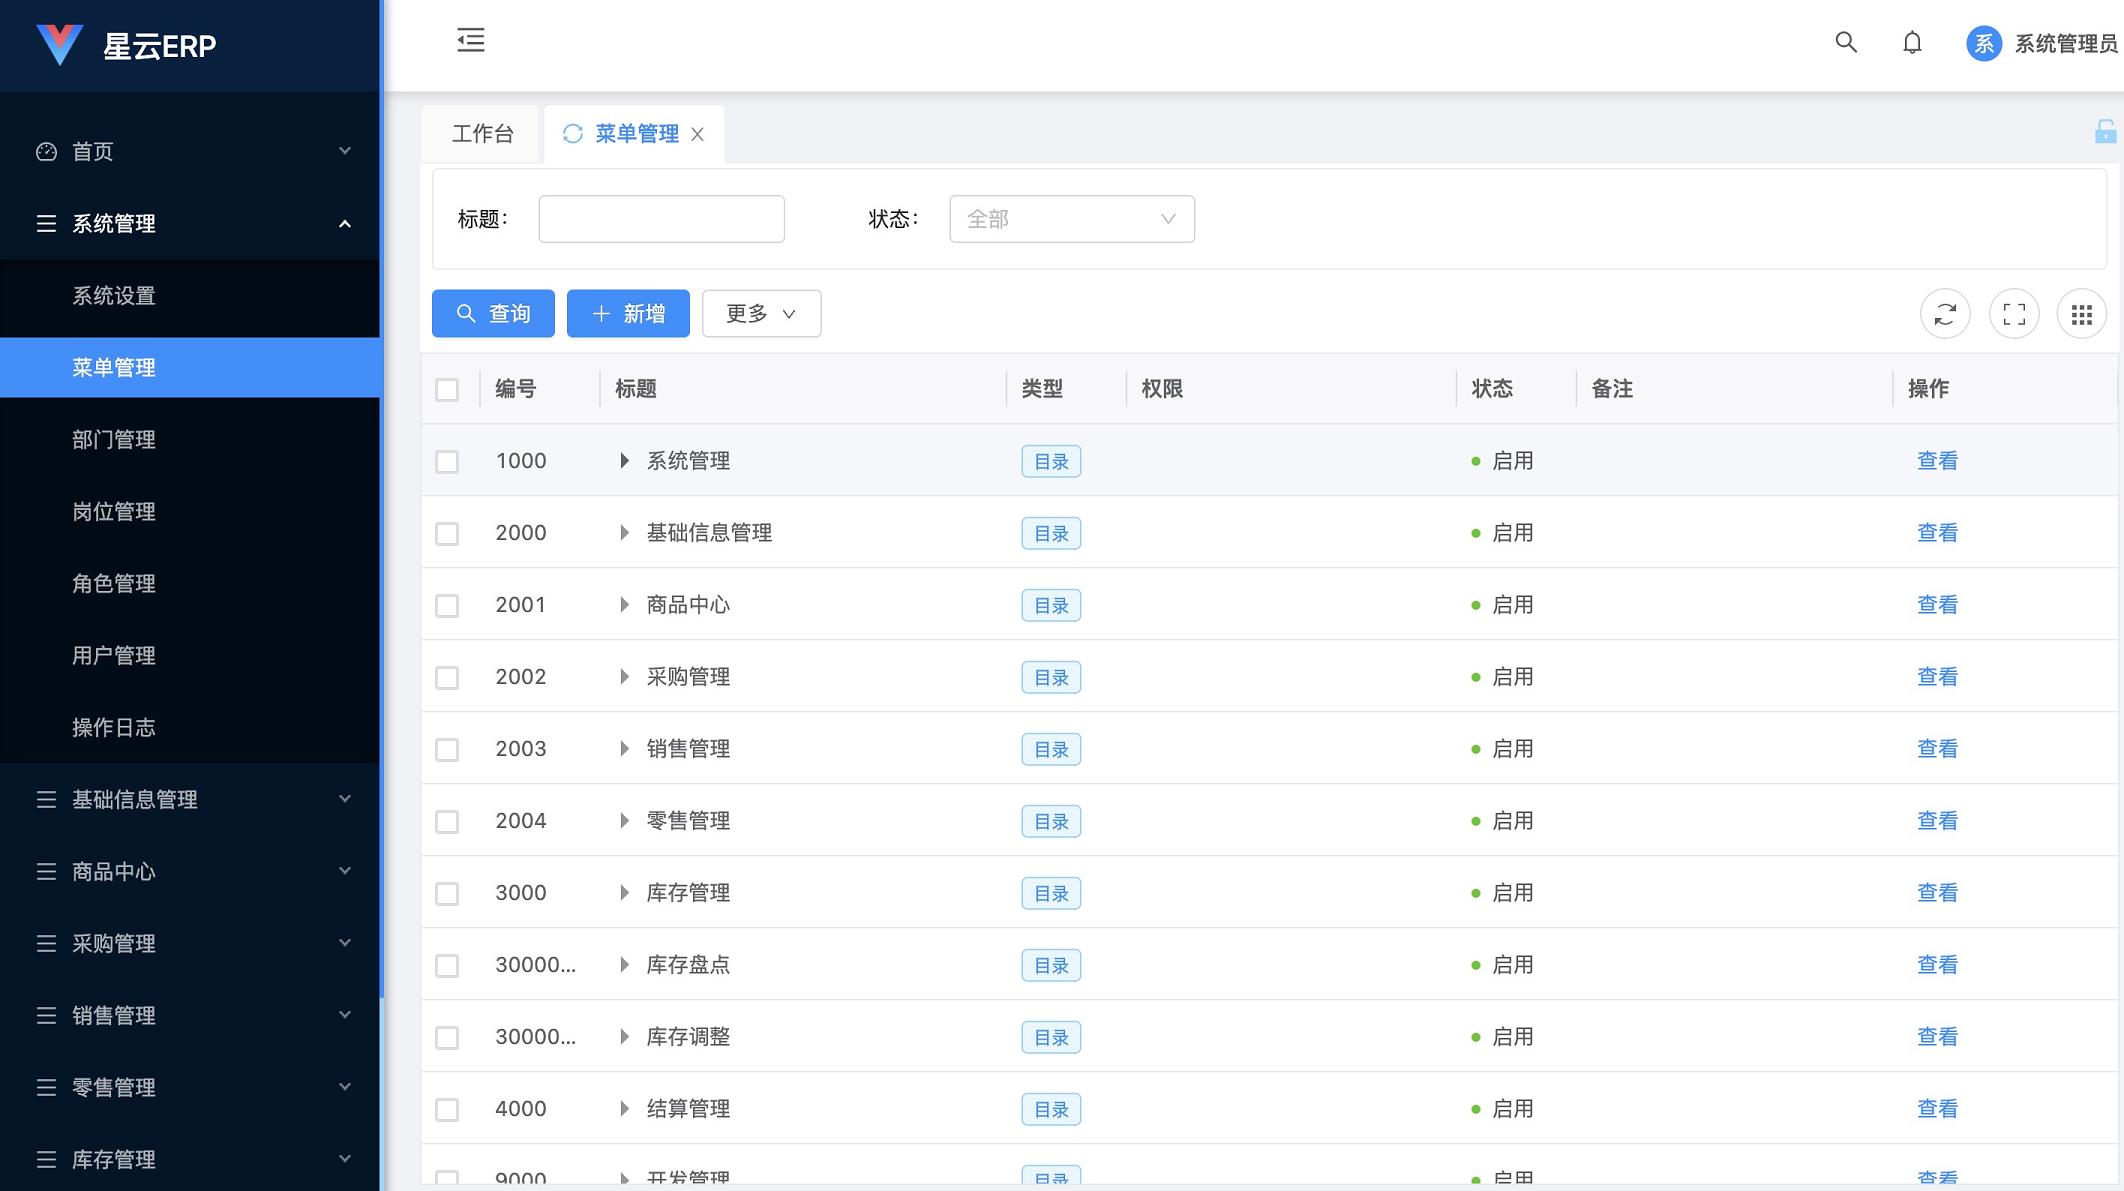 星云ERP
首页
系统管理
系统设置
菜单管理
部门管理
岗位管理
角色管理
用户管理
操作日志
基础信息管理
商品中心
采购管理
销售管理
零售管理
库存管理
系 系统管理员
工作台 菜单管理
标题： 状态： 全部
查询 新增 更多
编号 标题 类型 权限 状态 备注 操作
1000 系统管理 目录 启用 查看
2000 基础信息管理 目录 启用 查看
2001 商品中心 目录 启用 查看
2002 采购管理 目录 启用 查看
2003 销售管理 目录 启用 查看
2004 零售管理 目录 启用 查看
3000 库存管理 目录 启用 查看
30000... 库存盘点 目录 启用 查看
30000... 库存调整 目录 启用 查看
4000 结算管理 目录 启用 查看
9000 开发管理 目录 启用 查看